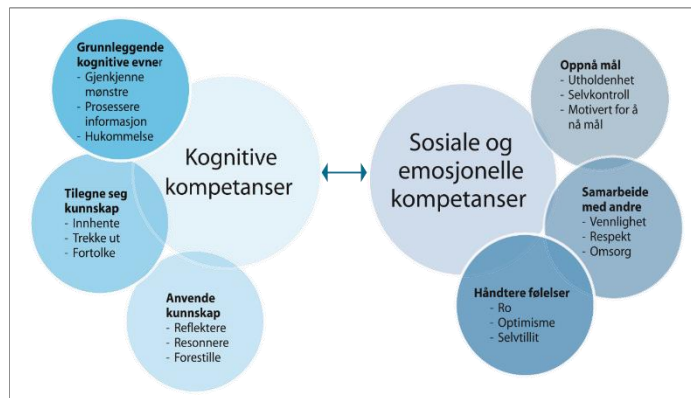 Grunnleggende
kognitive evner
- Gjenkjenne
mønstre
- Prosessere
informasjon
- Hukommelse
Kognitive
kompetanser
Tilegne seg
kunnskap
- Innhente
- Trekke ut
- Fortolke
Anvende
kunnskap
- Reflektere
- Resonnere
- Forestille
Sosiale og
emosjonelle
kompetanser
Oppnå mål
- Utholdenhet
- Selvkontroll
- Motivert for å
nå mål
Samarbeide
med andre
- Vennlighet
- Respekt
- Omsorg
Håndtere følelser
- Ro
- Optimisme
- Selvtillit